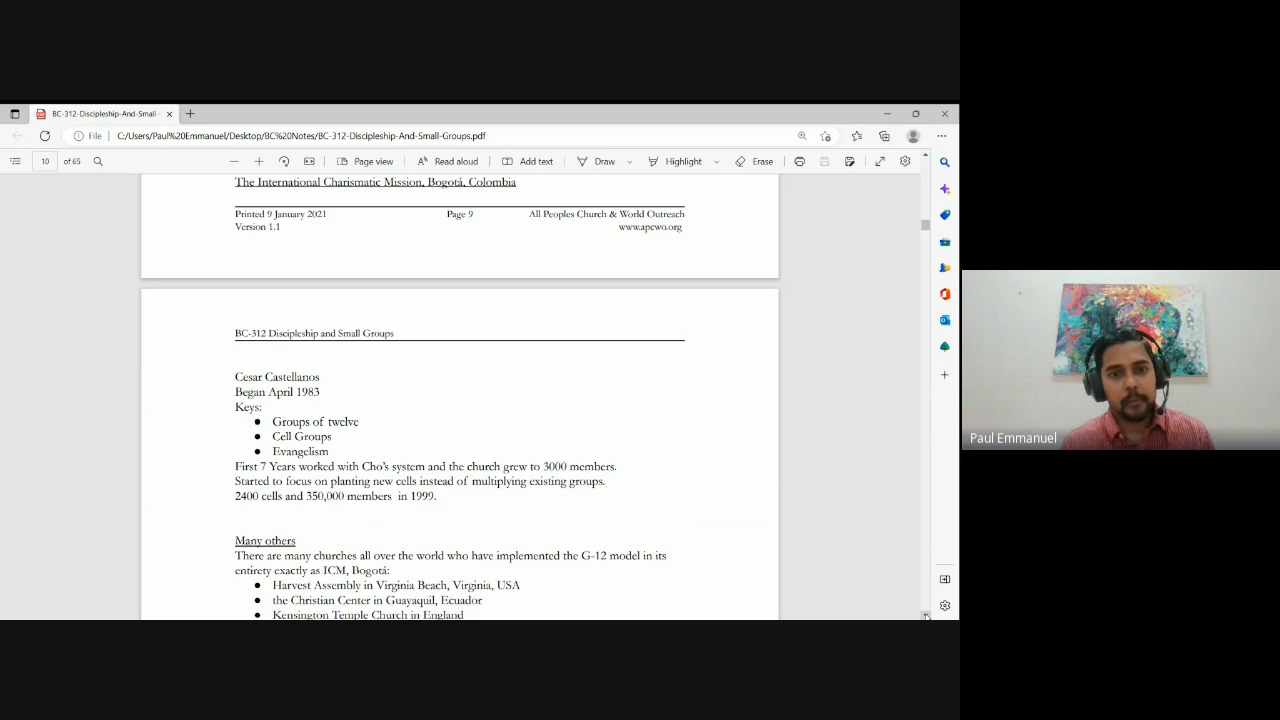 BC-312-Discipleship-And-Small-
File
C:/Users/Paul%20Emmanuel/Desktop/BC%20Notes/BC-312-Discipleship-And-Small-Groups.pdf
10 of 65
Page view
Read aloud
Add text
Draw
Highlight
Erase
The International Charismatic Mission, Bogotá, Colombia
Printed 9 January 2021 Page 9 All Peoples Church & World Outreach
Version 1.1 www.apcwo.org
BC-312 Discipleship and Small Groups
Cesar Castellanos
Began April 1983
Keys:
● Groups of twelve
● Cell Groups
● Evangelism
First 7 Years worked with Cho's system and the church grew to 3000 members.
Started to focus on planting new cells instead of multiplying existing groups.
2400 cells and 350,000 members in 1999.
Many others
There are many churches all over the world who have implemented the G-12 model in its
entirety exactly as ICM, Bogotá:
● Harvest Assembly in Virginia Beach, Virginia, USA
● the Christian Center in Guayaquil, Ecuador
● Kensington Temple Church in England
Paul Emmanuel